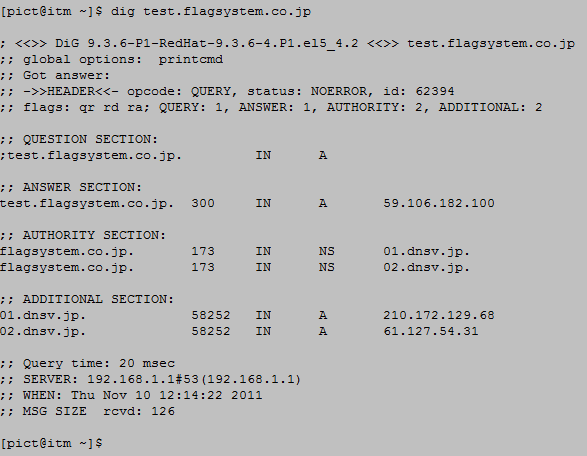 [pict@itm ~]$ dig test.flagsystem.co.jp
; <<>> DiG 9.3.6-P1-RedHat-9.3.6-4.P1.el5_4.2 <<>> test.flagsystem.co.jp
;; global options:  printcmd
;; Got answer:
;; ->>HEADER<<- opcode: QUERY, status: NOERROR, id: 62394
;; flags: qr rd ra; QUERY: 1, ANSWER: 1, AUTHORITY: 2, ADDITIONAL: 2
;; QUESTION SECTION:
;test.flagsystem.co.jp.         IN      A
;; ANSWER SECTION:
test.flagsystem.co.jp.  300     IN      A       59.106.182.100
;; AUTHORITY SECTION:
flagsystem.co.jp.       173     IN      NS      01.dnsv.jp.
flagsystem.co.jp.       173     IN      NS      02.dnsv.jp.
;; ADDITIONAL SECTION:
01.dnsv.jp.             58252   IN      A       210.172.129.68
02.dnsv.jp.             58252   IN      A       61.127.54.31
;; Query time: 20 msec
;; SERVER: 192.168.1.1#53(192.168.1.1)
;; WHEN: Thu Nov 10 12:14:22 2011
;; MSG SIZE  rcvd: 126
[pict@itm ~]$